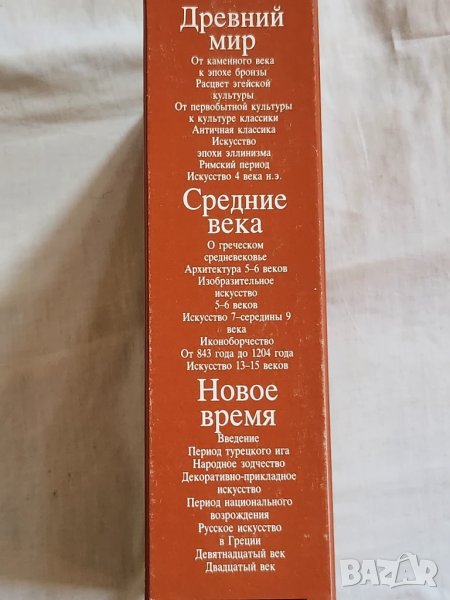 Древний
мир
От каменного века
к эпохе бронзы
Расцвет эгейской
культуры
От первобытной культуры
к культуре классики
Античная классика
Искусство
эпохи эллинизма
Римский период
Искусство 4 века н.э.
Средние
века
О греческом
средневековье
Архитектура 5–6 веков
Изобразительное
искусство
5–6 веков
Искусство 7–середины 9
века
Иконоборчество
От 843 года до 1204 года
Искусство 13–15 веков
Новое
время
Введение
Период турецкого ига
Народное зодчество
Декоративно-прикладное
искусство
Период национального
возрождения
Русское искусство
в Греции
Девятнадцатый век
Двадцатый век
BAZAR